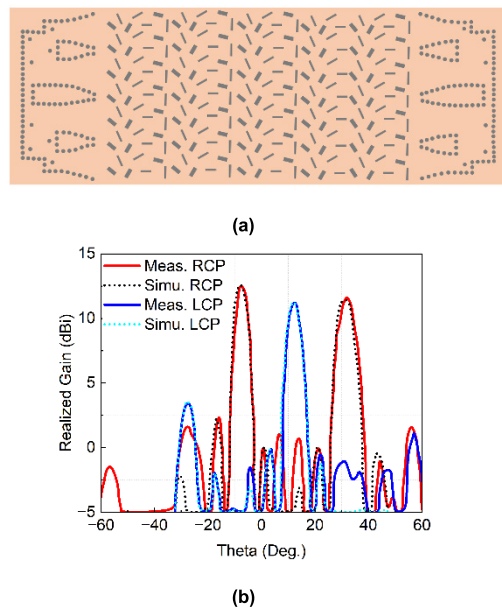 (a)
15
Meas. RCP
Simu. RCP
Meas. LCP
Simu. LCP
10
5
0
−5
Realized Gain (dBi)
−60 −40 −20 0 20 40 60
Theta (Deg.)
(b)